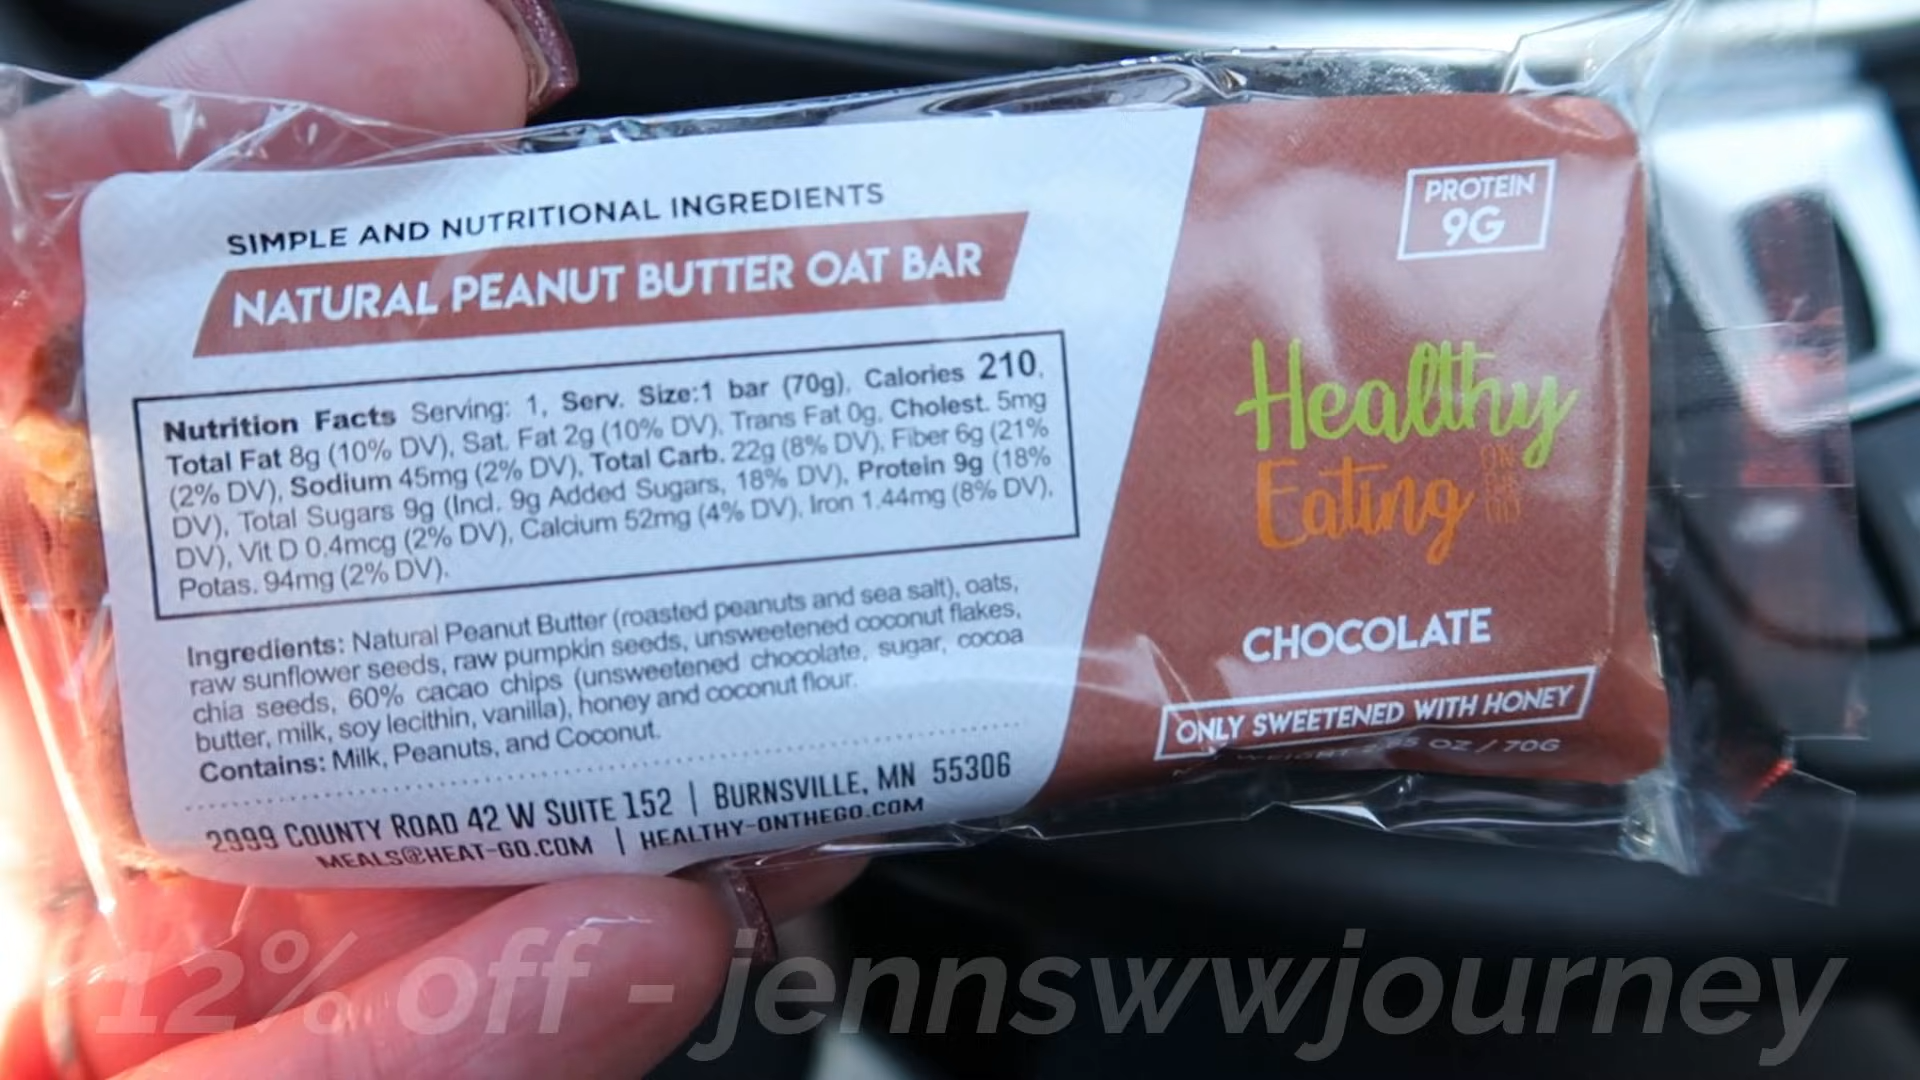 SIMPLE AND NUTRITIONAL INGREDIENTS
NATURAL PEANUT BUTTER OAT BAR
Nutrition Facts Serving: 1, Serv. Size:1 bar (70g), Calories 210,
Total Fat 8g (10% DV), Sat. Fat 2g (10% DV), Trans Fat 0g, Cholest. 5mg
(2% DV), Sodium 45mg (2% DV), Total Carb. 22g (8% DV), Fiber 6g (21%
DV), Total Sugars 9g (Incl. 9g Added Sugars, 18% DV), Protein 9g (18%
DV), Vit D 0.4mcg (2% DV), Calcium 52mg (4% DV), Iron 1.44mg (8% DV),
Potas. 94mg (2% DV).
Ingredients: Natural Peanut Butter (roasted peanuts and sea salt), oats,
raw sunflower seeds, raw pumpkin seeds, unsweetened coconut flakes,
chia seeds, 60% cacao chips (unsweetened chocolate, sugar, cocoa
butter, milk, soy lecithin, vanilla), honey and coconut flour.
Contains: Milk, Peanuts, and Coconut.
2999 COUNTY ROAD 42 W SUITE 152 | BURNSVILLE, MN 55306
MEALS@HEAT-GO.COM | HEALTHY-ONTHEGO.COM
PROTEIN
9G
Healthy
Eating
ON
THE
GO
CHOCOLATE
ONLY SWEETENED WITH HONEY
WEIGHT OZ / 70G
12% off - jennswwjourney